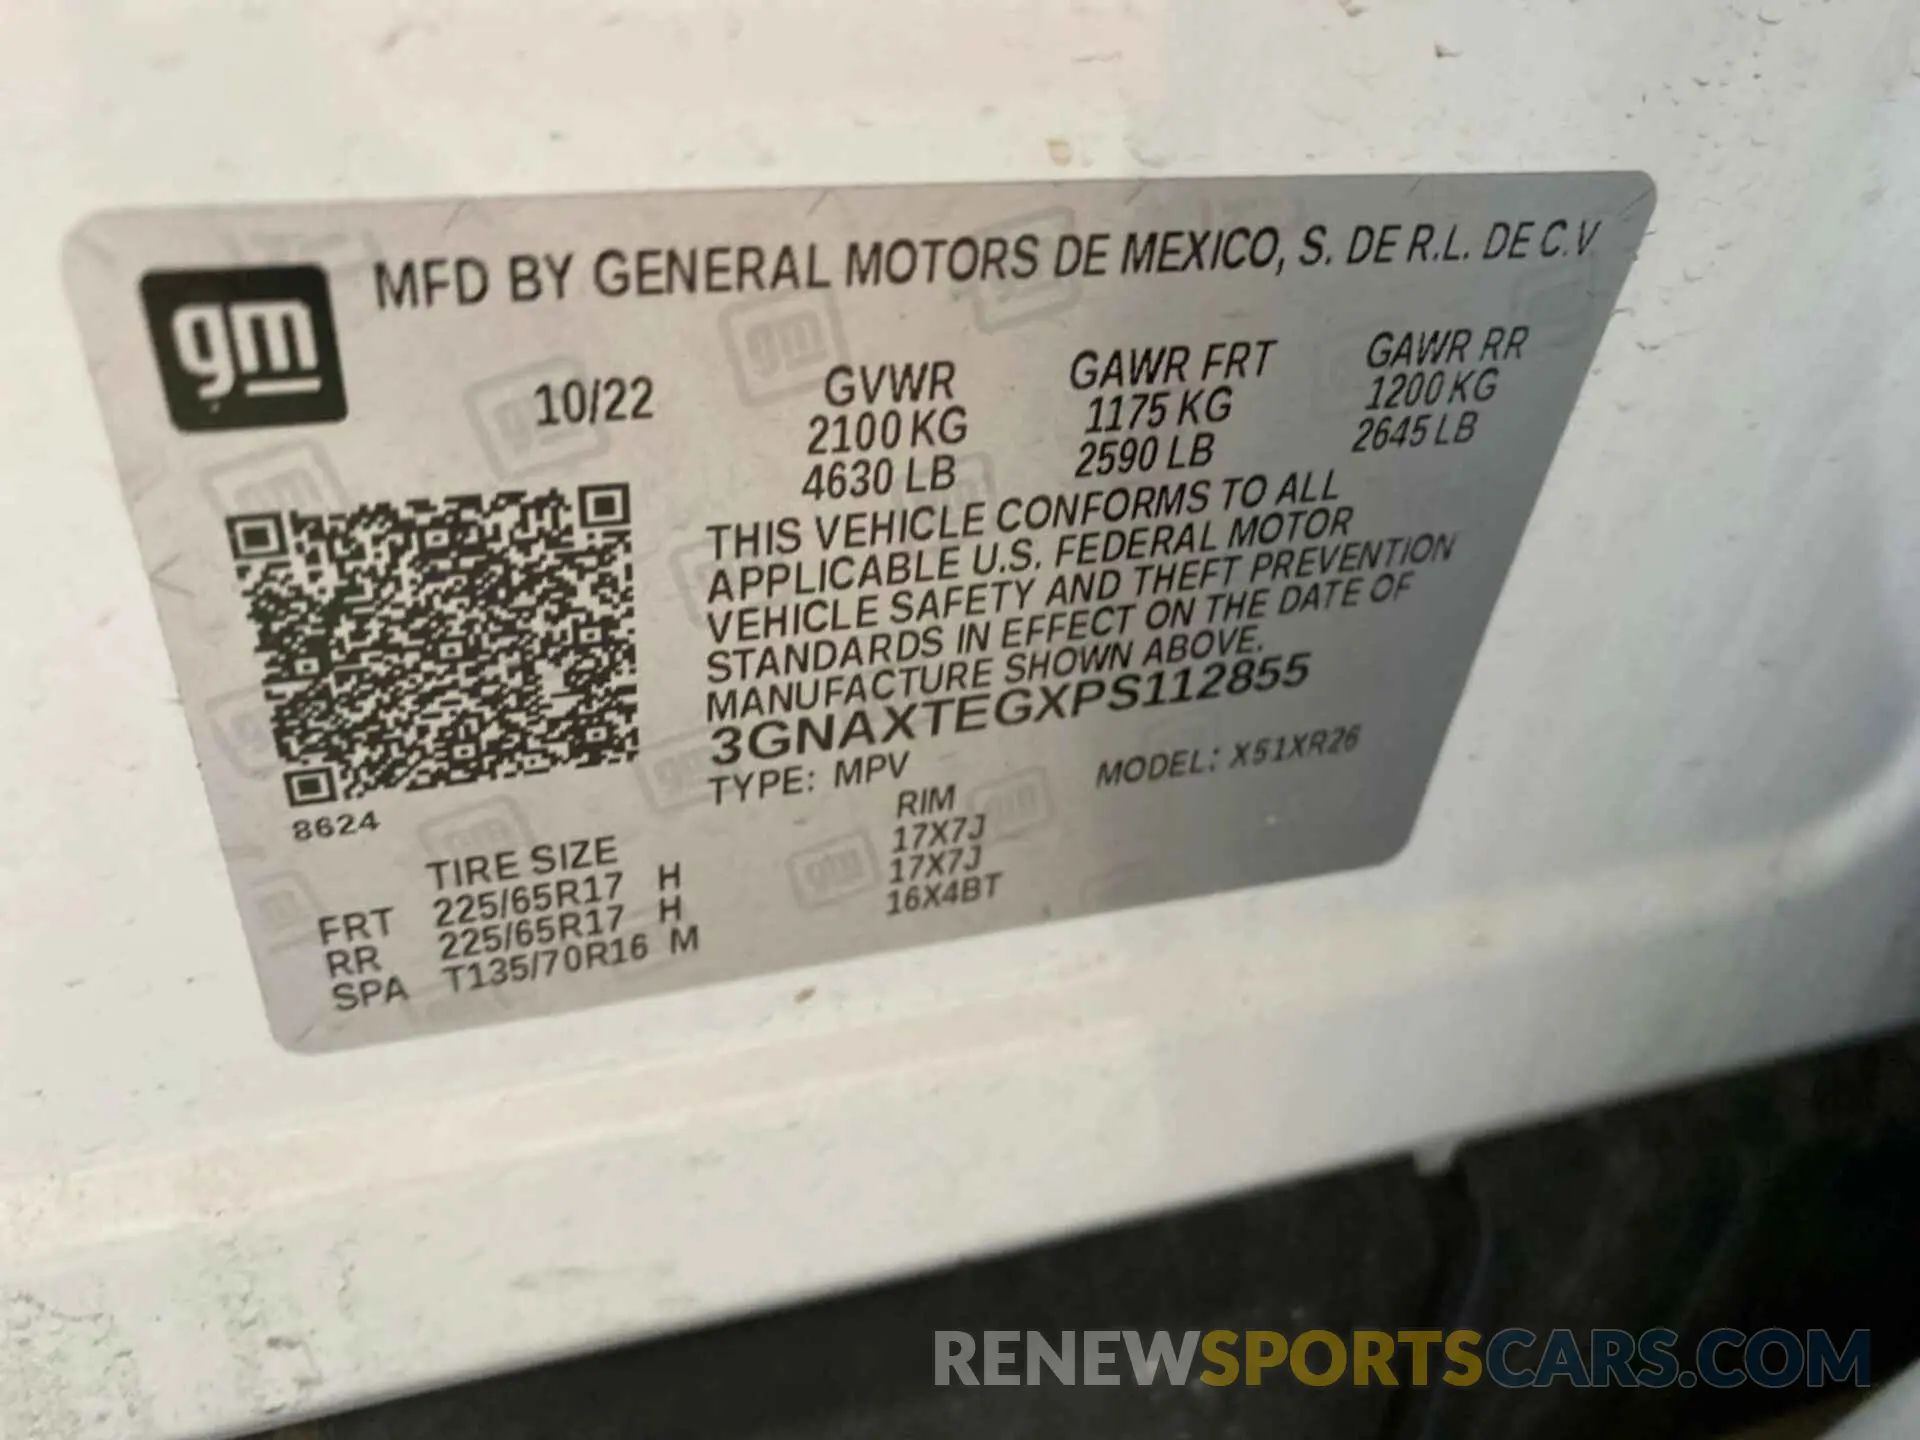 gm
MFD BY GENERAL MOTORS DE MEXICO, S. DE R.L. DE C.V
10/22
GVWR
2100 KG
4630 LB
GAWR FRT
1175 KG
2590 LB
GAWR RR
1200 KG
2645 LB
THIS VEHICLE CONFORMS TO ALL
APPLICABLE U.S. FEDERAL MOTOR
VEHICLE SAFETY AND THEFT PREVENTION
STANDARDS IN EFFECT ON THE DATE OF
MANUFACTURE SHOWN ABOVE.
3GNAXTEGXPS112855
TYPE: MPV MODEL: X51XR26
8624
TIRE SIZE RIM
FRT 225/65R17 H 17X7J
RR 225/65R17 H 17X7J
SPA T135/70R16 M 16X4BT
RENEWSPORTSCARS.COM